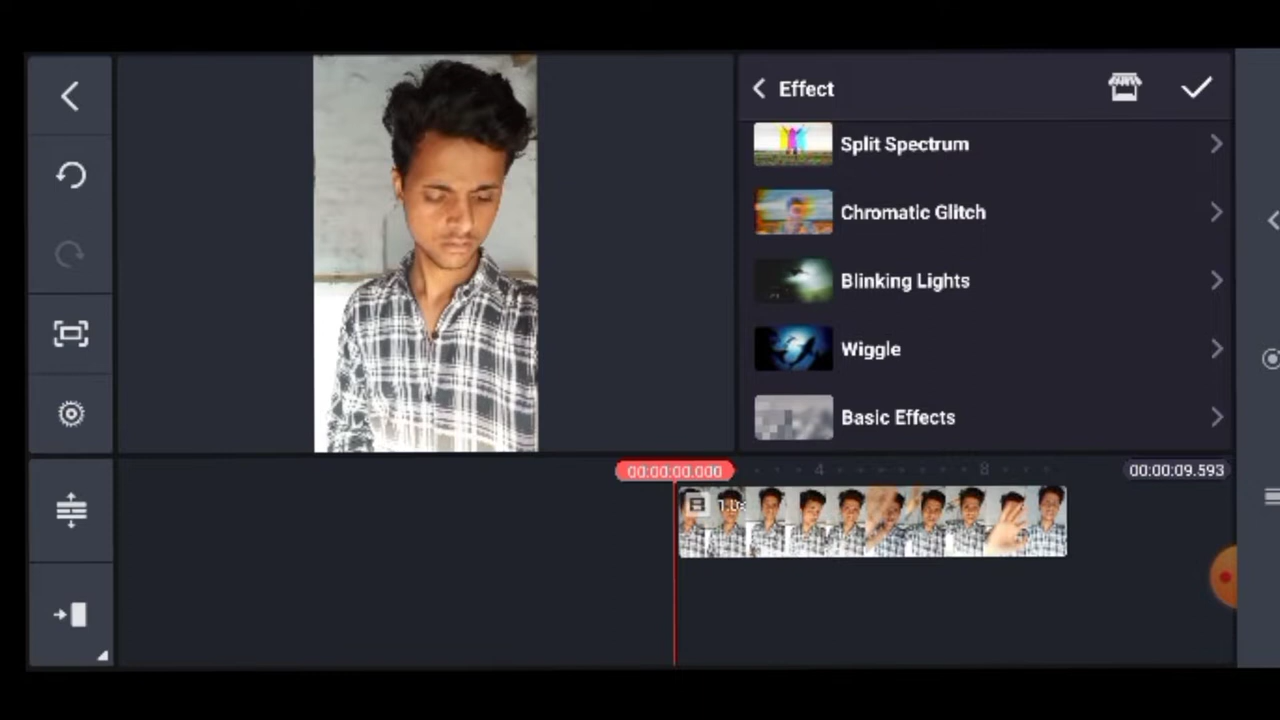 Effect
Split Spectrum
Chromatic Glitch
Blinking Lights
Wiggle
Basic Effects
00:00:00.000
4
8
00:00:09.593